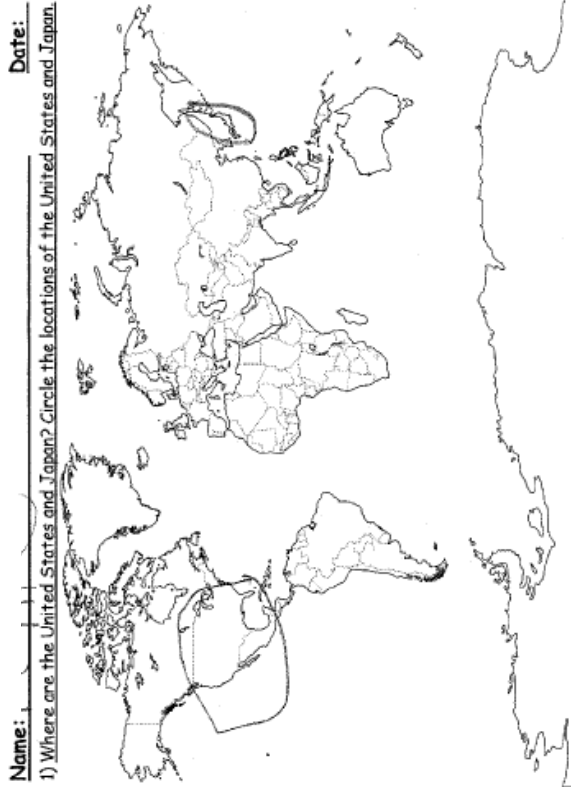 Name: Date:
1) Where are the United States and Japan? Circle the locations of the United States and Japan.